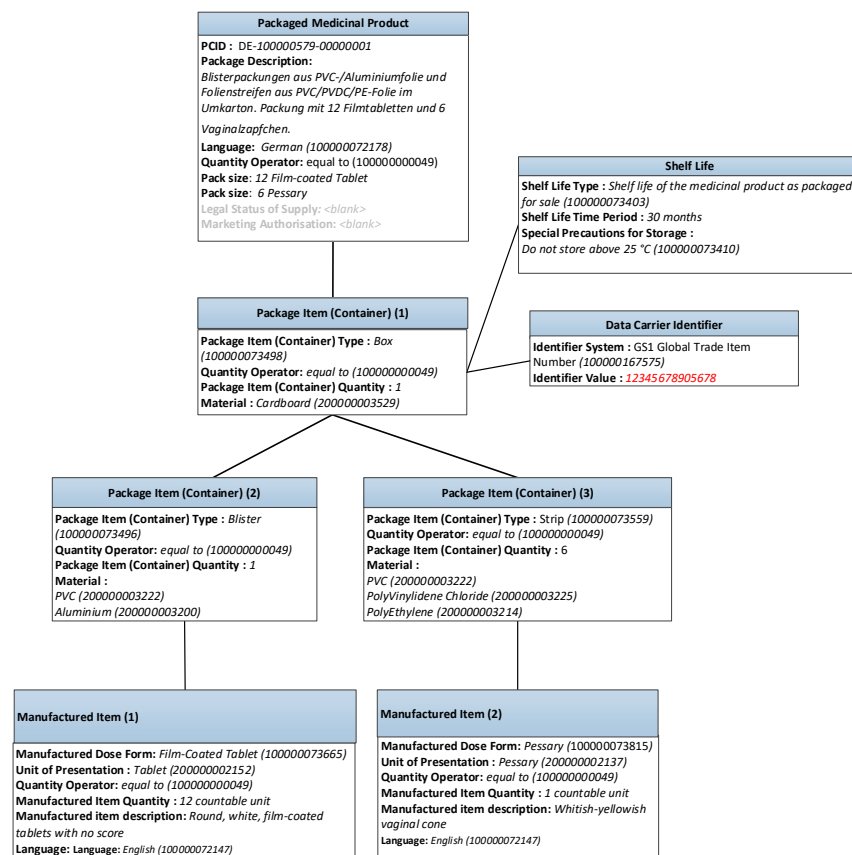 Packaged Medicinal Product
PCID : DE-100000579-00000001
Package Description:
Blisterpackungen aus PVC-/Aluminiumfolie und
Folienstreifen aus PVC/PVDC/PE-Folie im
Umkarton. Packung mit 12 Filmtabletten und 6
Vaginalzapfchen.
Language: German (100000072178)
Quantity Operator: equal to (100000000049)
Pack size: 12 Film-coated Tablet
Pack size: 6 Pessary
Legal Status of Supply: <blank>
Marketing Authorisation: <blank>
Shelf Life
Shelf Life Type : Shelf life of the medicinal product as packaged
for sale (100000073403)
Shelf Life Time Period : 30 months
Special Precautions for Storage :
Do not store above 25 °C (100000073410)
Package Item (Container) (1)
Package Item (Container) Type : Box
(100000073498)
Quantity Operator: equal to (100000000049)
Package Item (Container) Quantity : 1
Material : Cardboard (200000003529)
Data Carrier Identifier
Identifier System : GS1 Global Trade Item
Number (100000167575)
Identifier Value : 12345678905678
Package Item (Container) (2)
Package Item (Container) Type : Blister
(100000073496)
Quantity Operator: equal to (100000000049)
Package Item (Container) Quantity : 1
Material :
PVC (200000003222)
Aluminium (200000003200)
Package Item (Container) (3)
Package Item (Container) Type : Strip (100000073559)
Quantity Operator: equal to (100000000049)
Package Item (Container) Quantity : 6
Material :
PVC (200000003222)
PolyVinylidene Chloride (200000003225)
PolyEthylene (200000003214)
Manufactured Item (1)
Manufactured Dose Form: Film-Coated Tablet (100000073665)
Unit of Presentation : Tablet (200000002152)
Quantity Operator: equal to (100000000049)
Manufactured Item Quantity : 12 countable unit
Manufactured item description: Round, white, film-coated
tablets with no score
Language: Language: English (100000072147)
Manufactured Item (2)
Manufactured Dose Form: Pessary (100000073815)
Unit of Presentation : Pessary (200000002137)
Quantity Operator: equal to (100000000049)
Manufactured Item Quantity : 1 countable unit
Manufactured item description: Whitish-yellowish
vaginal cone
Language: English (100000072147)